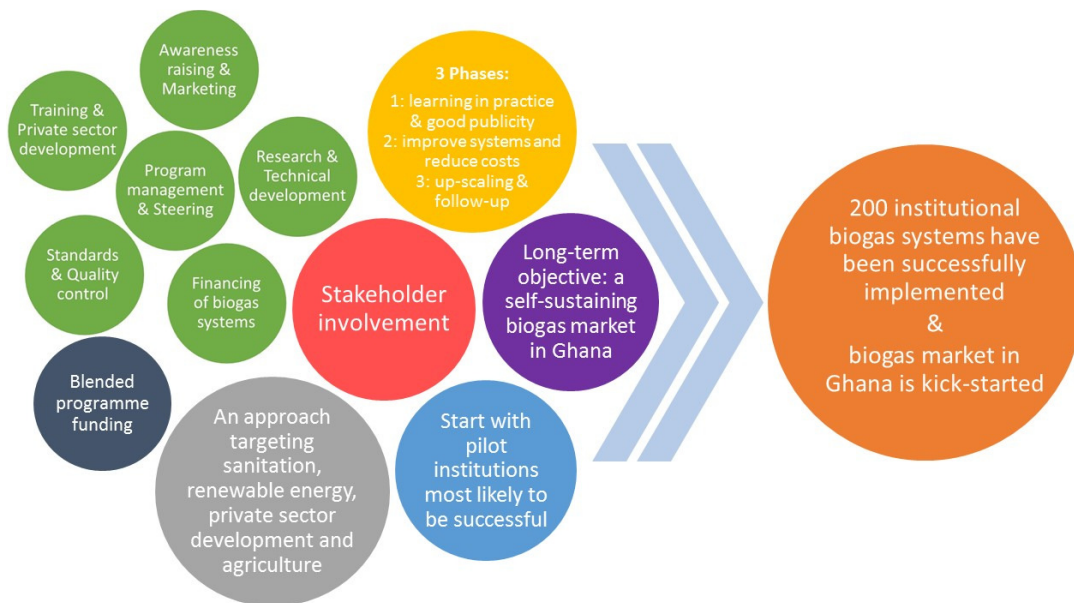 Awareness
raising &
Marketing
Training &
Private sector
development
Program
management
& Steering
Research &
Technical
development
Standards
& Quality
control
Financing
of biogas
systems
3 Phases:
1: learning in practice
& good publicity
2: improve systems and
reduce costs
3: up-scaling &
follow-up
Stakeholder
involvement
Long-term
objective: a
self-sustaining
biogas market
in Ghana
Blended
programme
funding
An approach
targeting
sanitation,
renewable energy,
private sector
development and
agriculture
Start with
pilot
institutions
most likely to
be successful
200 institutional
biogas systems have
been successfully
implemented
&
biogas market in
Ghana is kick-started